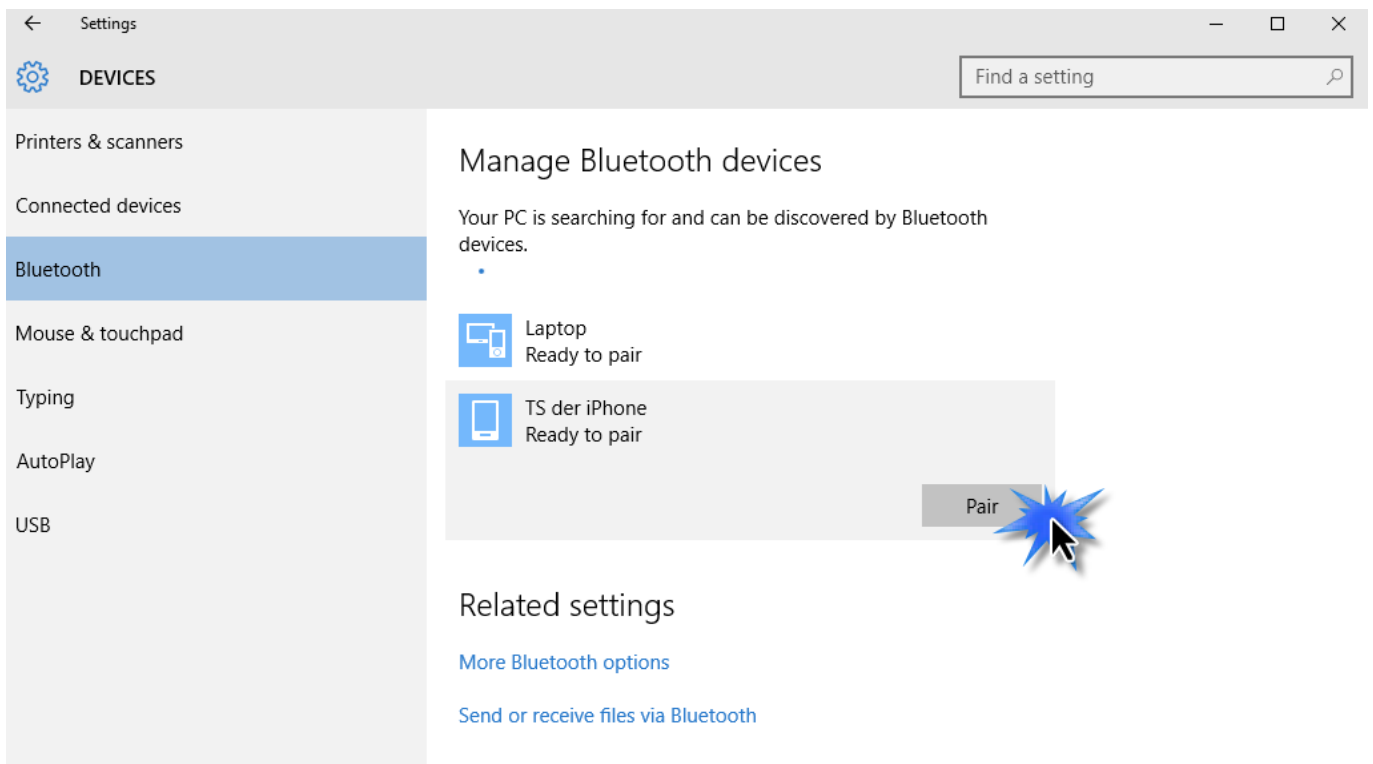 Settings
DEVICES
Find a setting
Printers & scanners
Connected devices
Bluetooth
Mouse & touchpad
Typing
AutoPlay
USB
Manage Bluetooth devices
Your PC is searching for and can be discovered by Bluetooth
devices.
Laptop
Ready to pair
TS der iPhone
Ready to pair
Pair
Related settings
More Bluetooth options
Send or receive files via Bluetooth